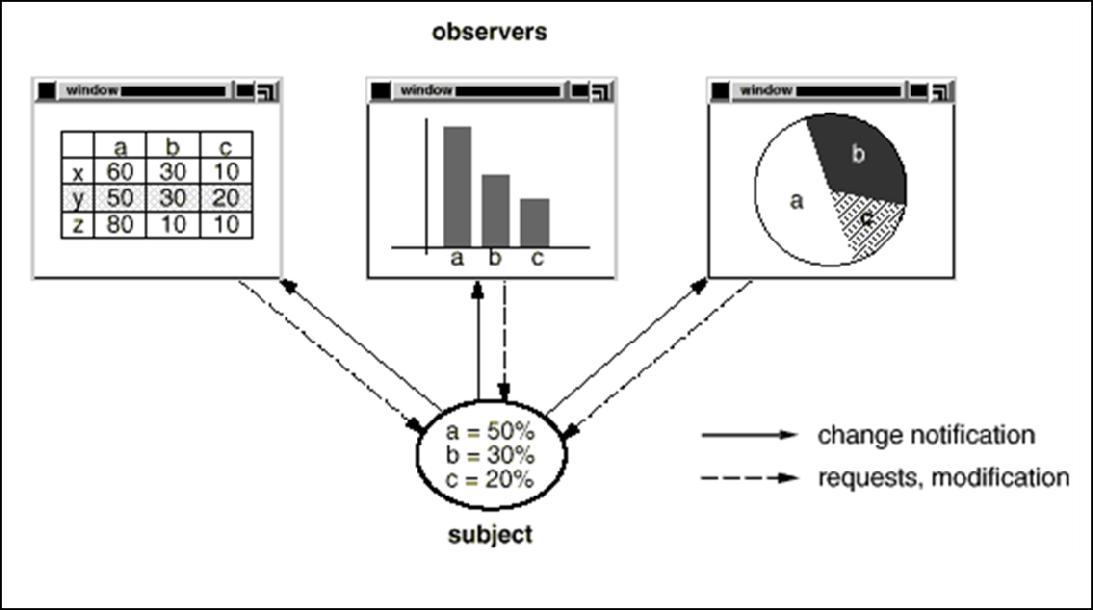 observers
window
a b c
x 60 30 10
y 50 30 20
z 80 10 10
window
a b c
window
b
a
c
a = 50%
b = 30%
c = 20%
subject
change notification
requests, modification